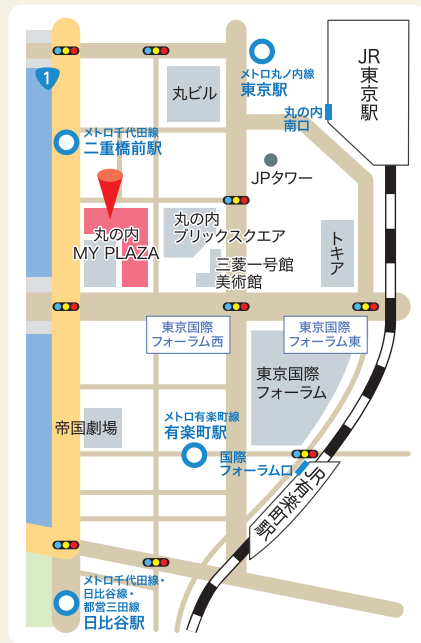 JR東京駅
メトロ丸ノ内線
東京駅
丸ビル
1
丸の内
南口
メトロ千代田線
二重橋前駅
JPタワー
丸の内
ブリックスクエア
丸の内
MY PLAZA
トキア
三菱一号館
美術館
東京国際
フォーラム西
東京国際
フォーラム東
東京国際
フォーラム
帝国劇場
メトロ有楽町線
有楽町駅
国際
フォーラム口
JR有楽町駅
メトロ千代田線・
日比谷線・
都営三田線
日比谷駅